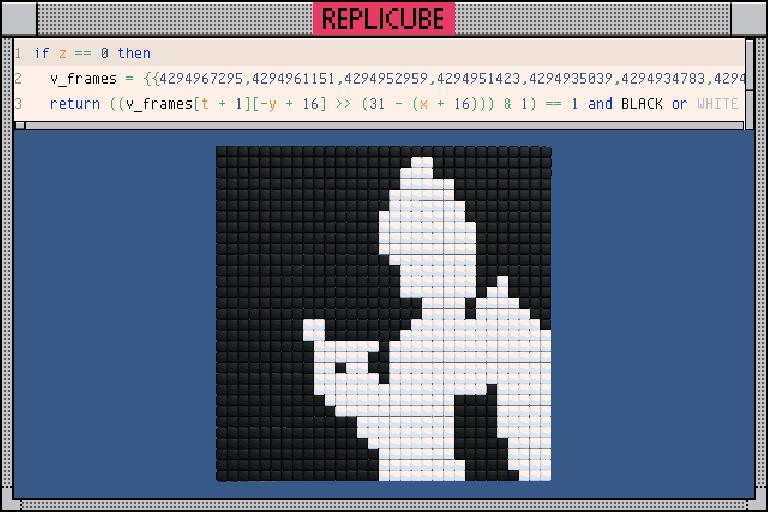 REPLICUBE
1 if z == 0 then
2 v_frames = {{4294967295,4294961151,4294952959,4294951423,4294935039,4294934783,4294
3 return ((v_frames[t + 1][-y + 16] >> (31 - (x + 16))) & 1) == 1 and BLACK or WHITE